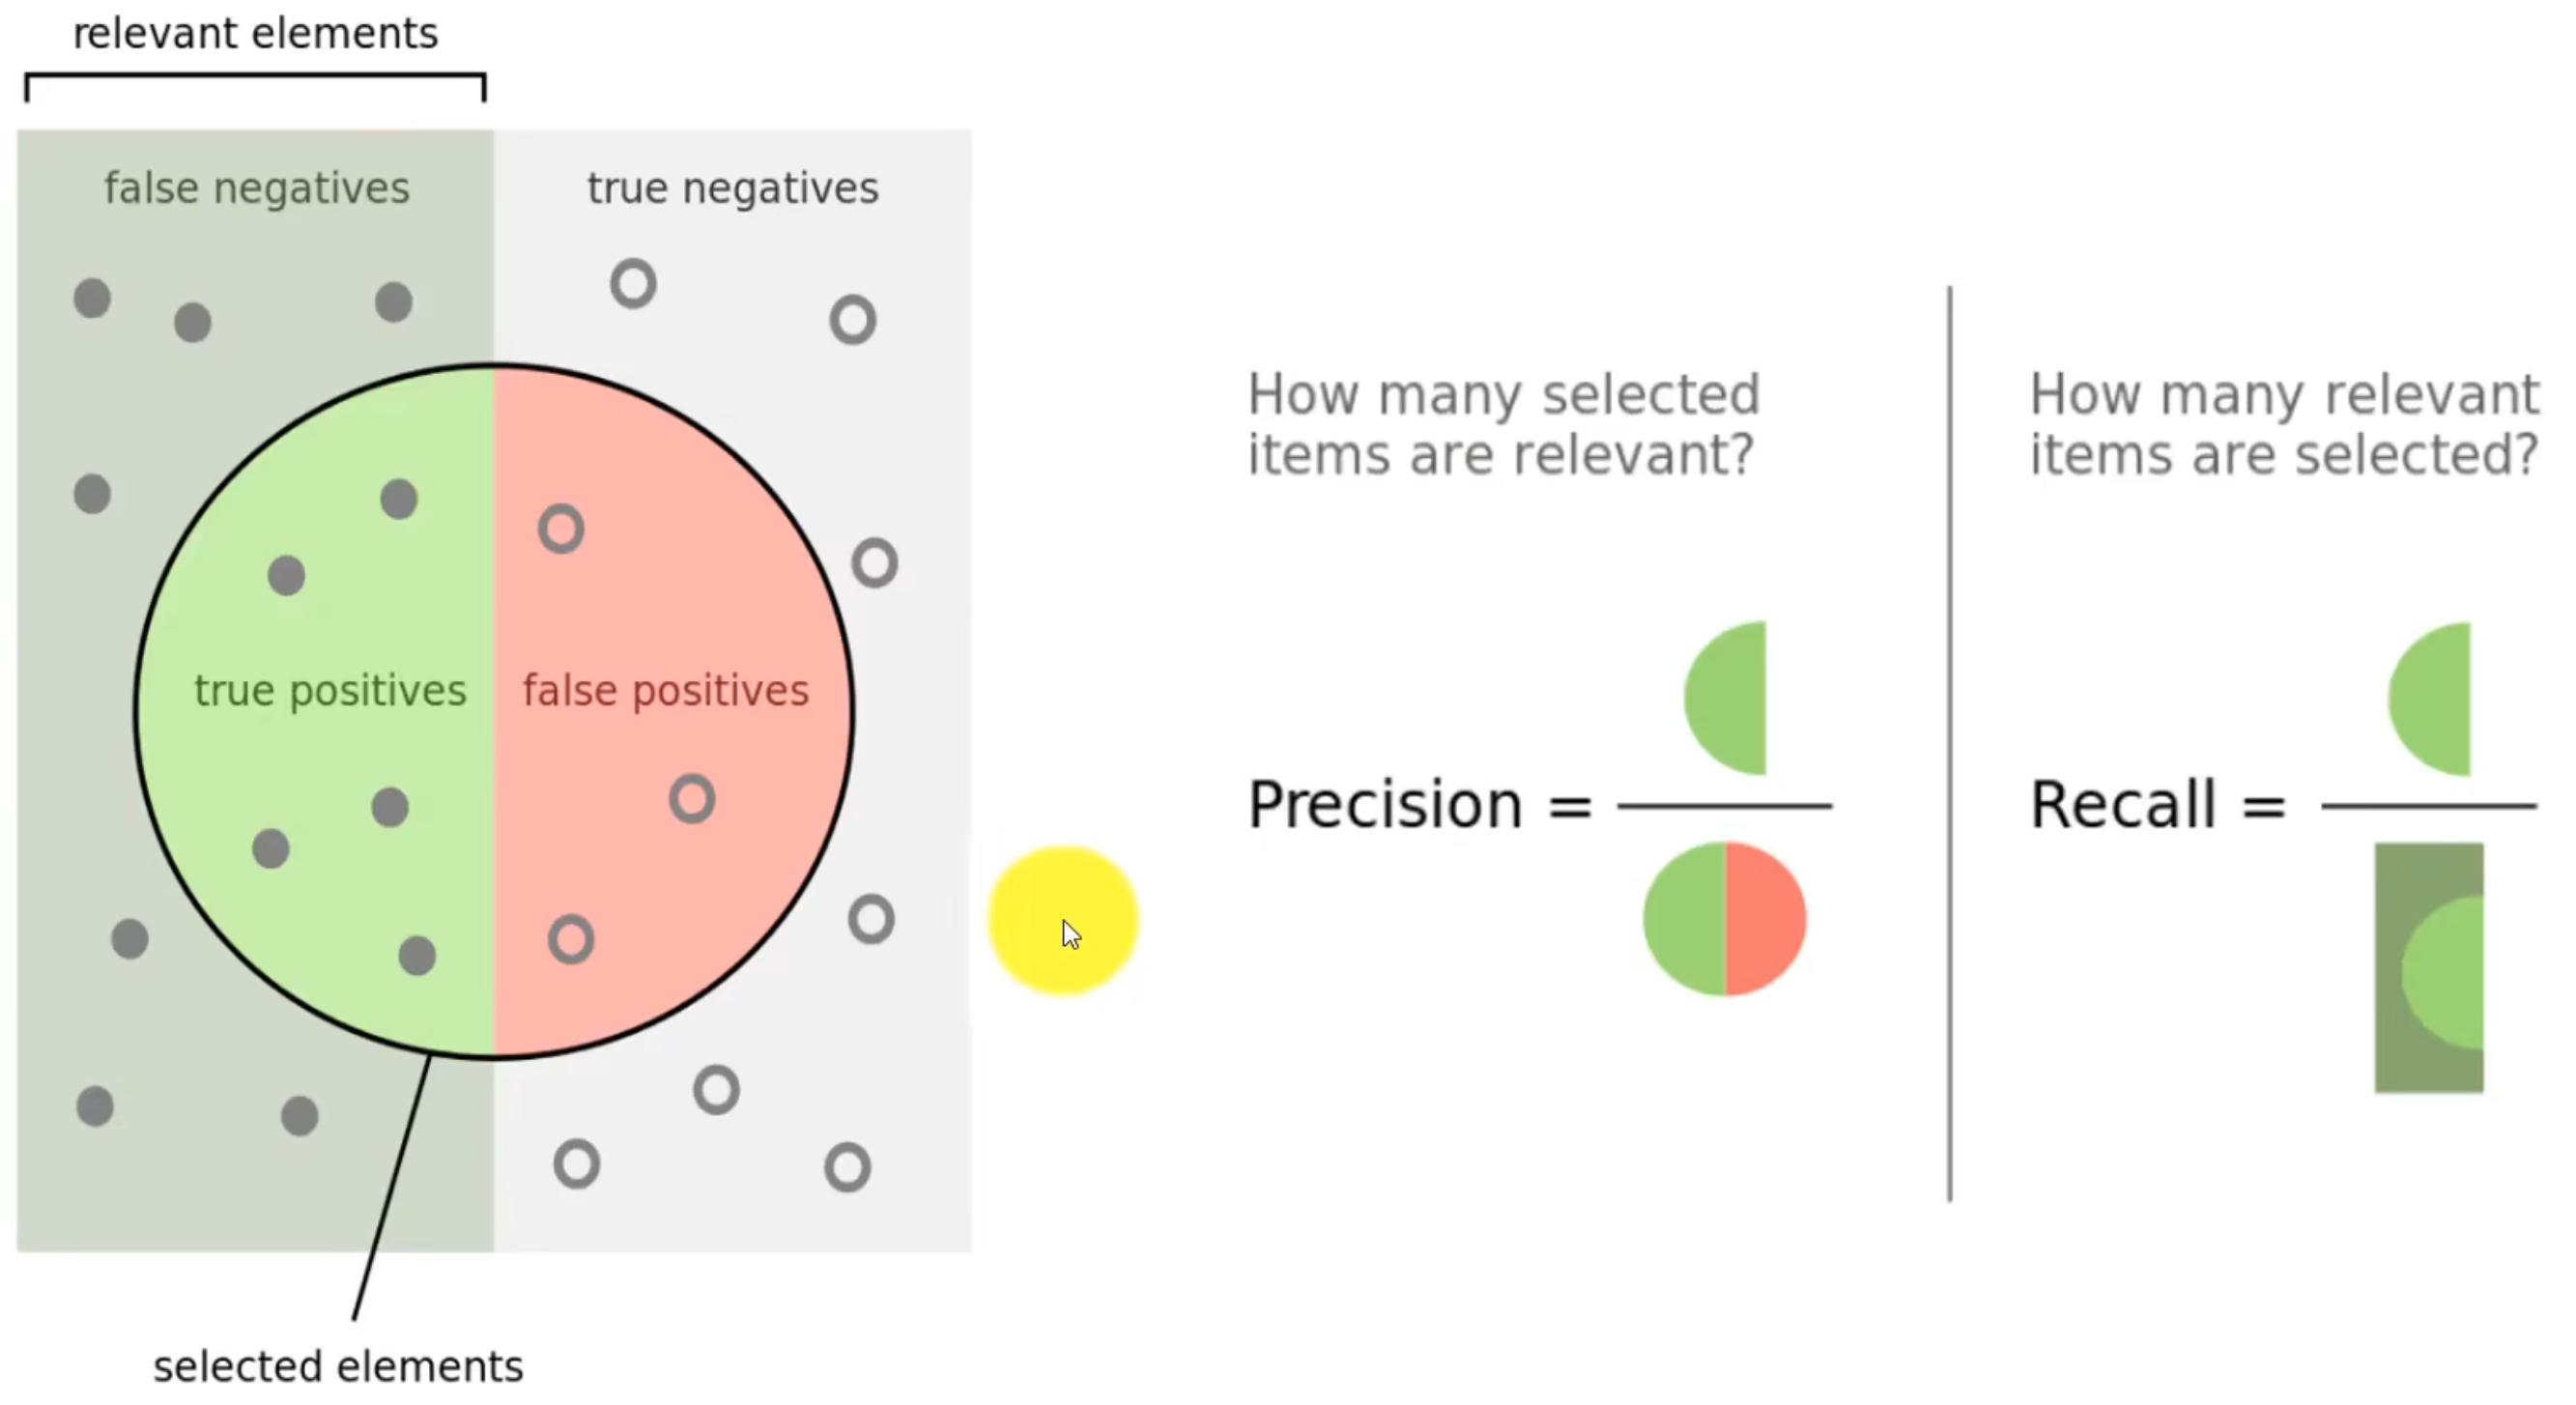 relevant elements
false negatives
true negatives
true positives
false positives
selected elements
How many selected
items are relevant?
Precision =
How many relevant
items are selected?
Recall =